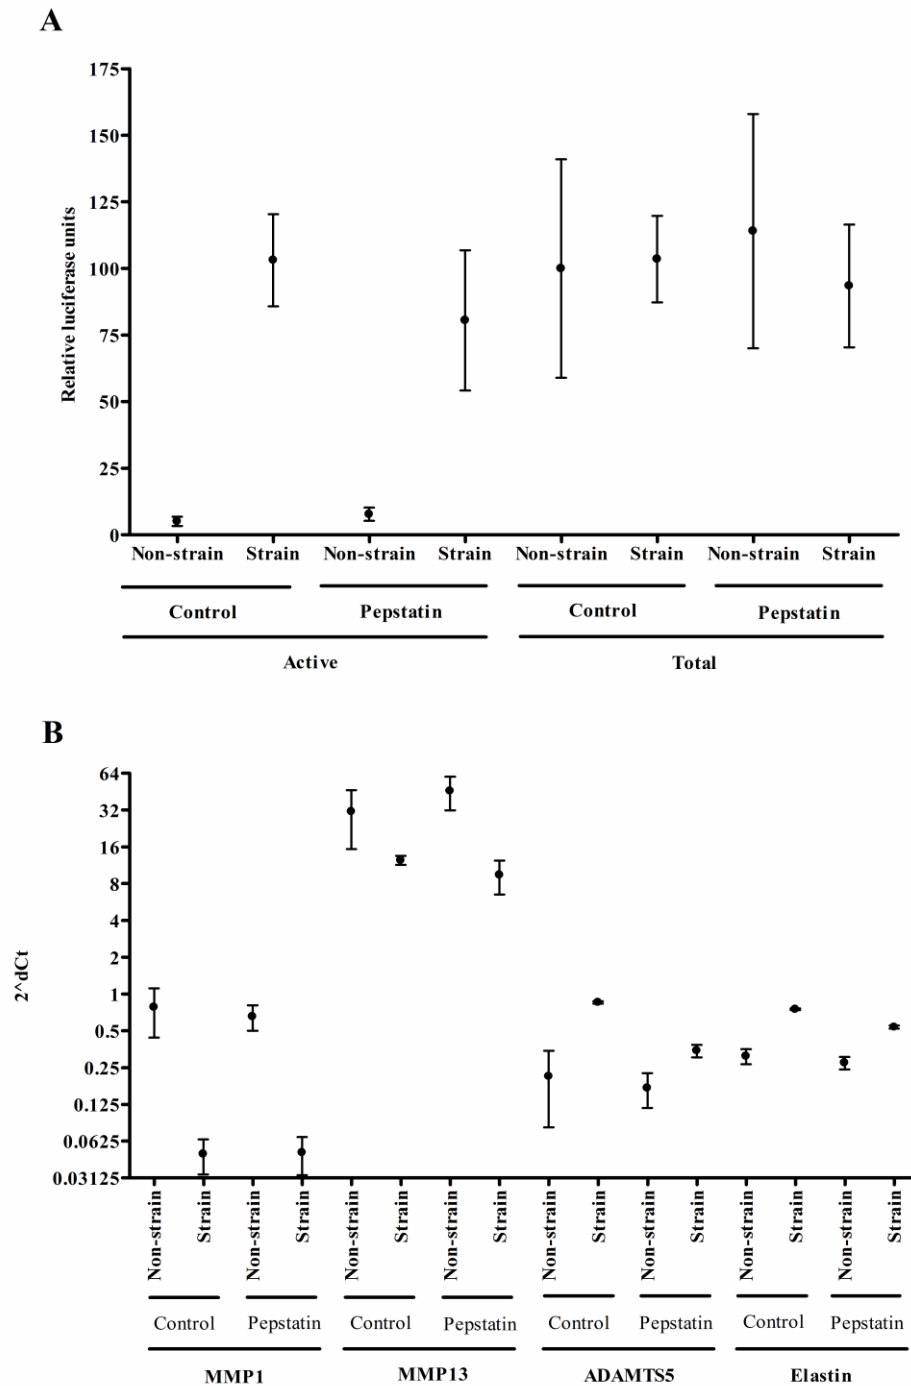 A
175
150
125
100
75
50
25
0
Relative luciferase units
Non-strain Strain Non-strain Strain Non-strain Strain Non-strain Strain
Control Pepstatin Control Pepstatin
Active Total
B
64
32
16
8
4
2
1
0.5
0.25
0.125
0.0625
0.03125
2^dCt
Non-strain Strain Non-strain Strain Non-strain Strain Non-strain Strain Non-strain Strain Non-strain Strain Non-strain Strain Non-strain Strain
Control Pepstatin Control Pepstatin Control Pepstatin Control Pepstatin
MMP1 MMP13 ADAMTS5 Elastin